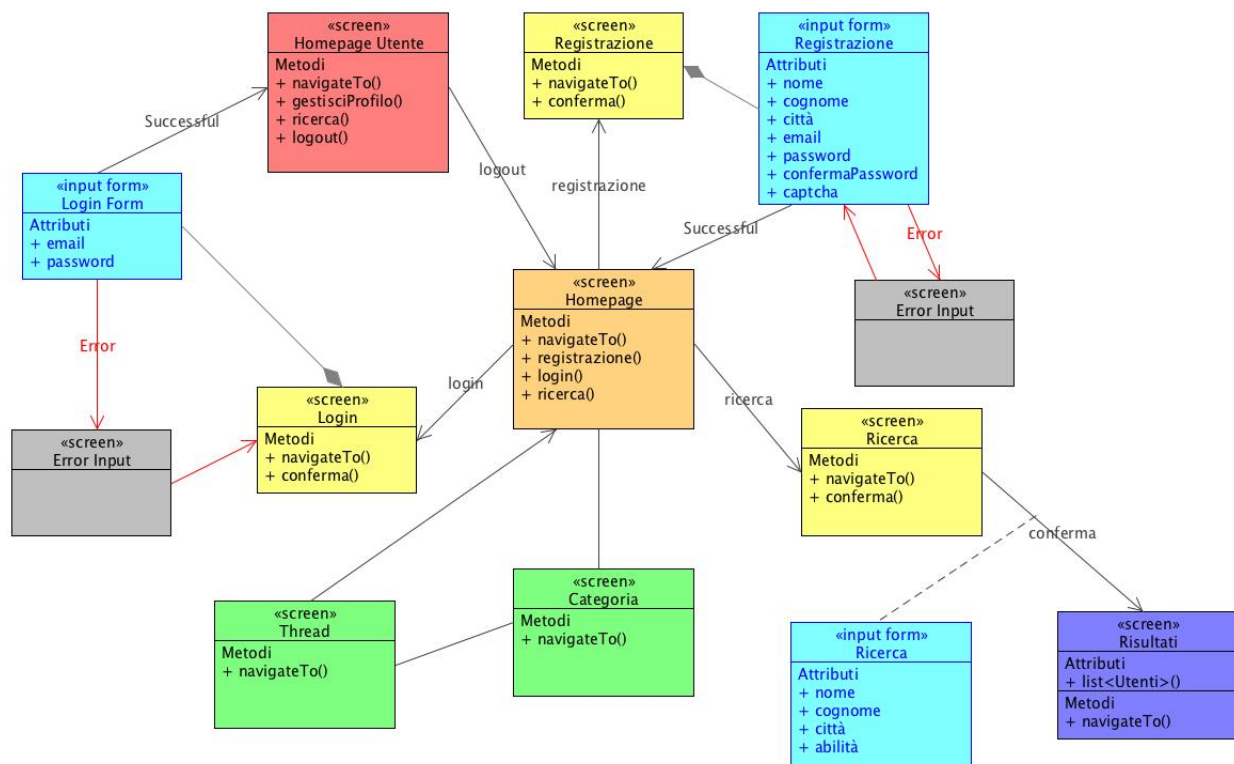 «screen»
Homepage Utente
Metodi
+ navigateTo()
+ gestisciProfilo()
+ ricerca()
+ logout()
«screen»
Registrazione
Metodi
+ navigateTo()
+ conferma()
«input form»
Registrazione
Attributi
+ nome
+ cognome
+ città
+ email
+ password
+ confermaPassword
+ captcha
Successful
logout
registrazione
«input form»
Login Form
Attributi
+ email
+ password
Successful
Error
«screen»
Homepage
Metodi
+ navigateTo()
+ registrazione()
+ login()
+ ricerca()
«screen»
Error Input
Error
login
ricerca
«screen»
Login
Metodi
+ navigateTo()
+ conferma()
«screen»
Error Input
«screen»
Ricerca
Metodi
+ navigateTo()
+ conferma()
conferma
«screen»
Thread
Metodi
+ navigateTo()
«screen»
Categoria
Metodi
+ navigateTo()
«input form»
Ricerca
Attributi
+ nome
+ cognome
+ città
+ abilità
«screen»
Risultati
Attributi
+ list<Utenti>()
Metodi
+ navigateTo()